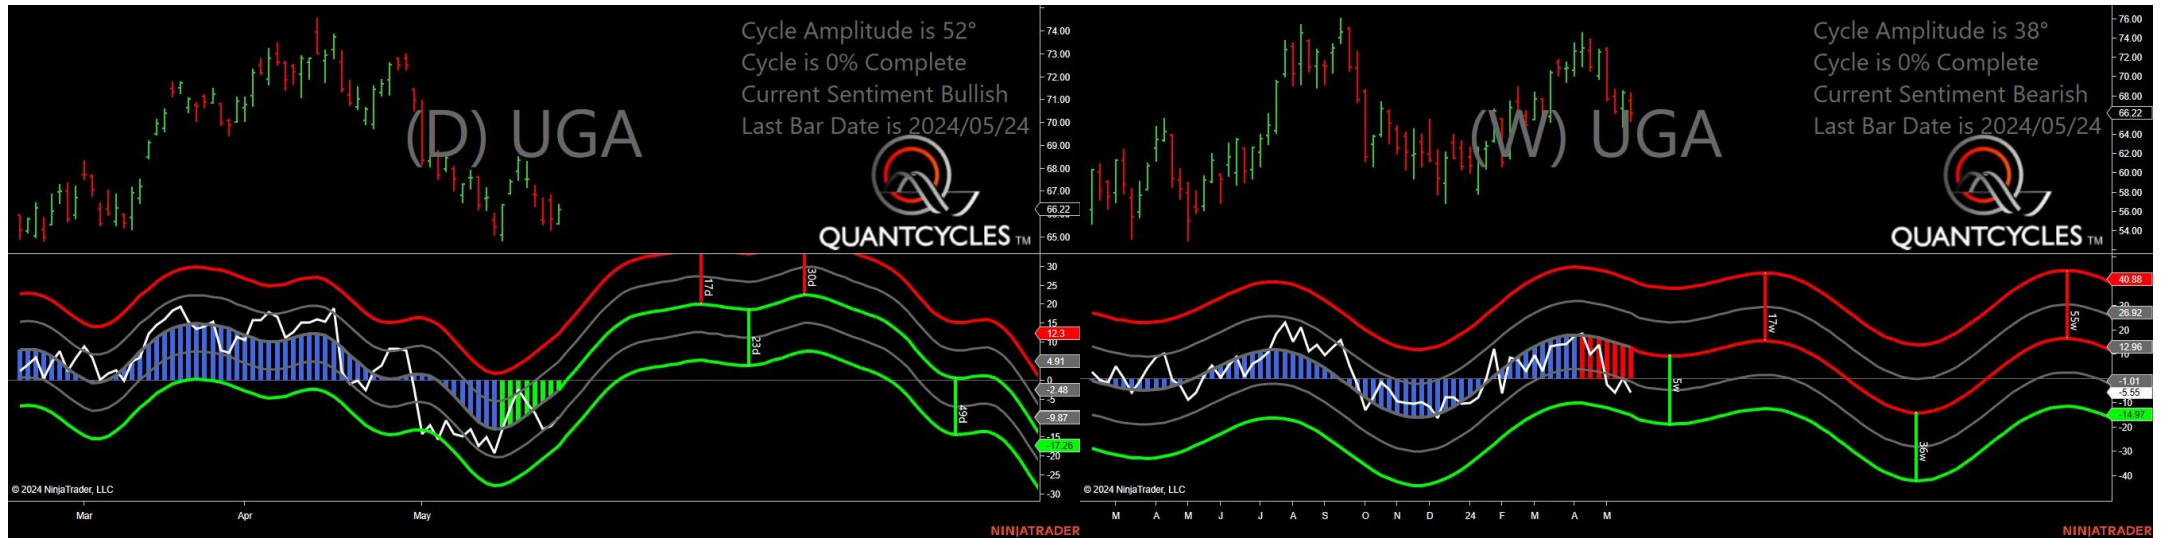 Cycle Amplitude is 52°
Cycle is 0% Complete
Current Sentiment Bullish
Last Bar Date is 2024/05/24
(D) UGA
QUANTCYCLES TM
74.00
73.00
72.00
71.00
70.00
69.00
68.00
67.00
66.22
65.00
30
25
20
15
12.3
10
4.91
0
-2.48
-5
-9.87
-15
-17.26
-20
-25
-30
17d
23d
30d
49d
© 2024 NinjaTrader, LLC
Mar
Apr
May
NINJATRADER
Cycle Amplitude is 38°
Cycle is 0% Complete
Current Sentiment Bearish
Last Bar Date is 2024/05/24
(W) UGA
QUANTCYCLES TM
76.00
74.00
72.00
70.00
68.00
66.22
64.00
62.00
60.00
58.00
56.00
54.00
40.88
26.92
20
12.96
-1.01
-5.55
-10
-14.97
-20
-30
-40
5w
17w
36w
55w
© 2024 NinjaTrader, LLC
M A M J J A S O N D 24 F M A M
NINJATRADER